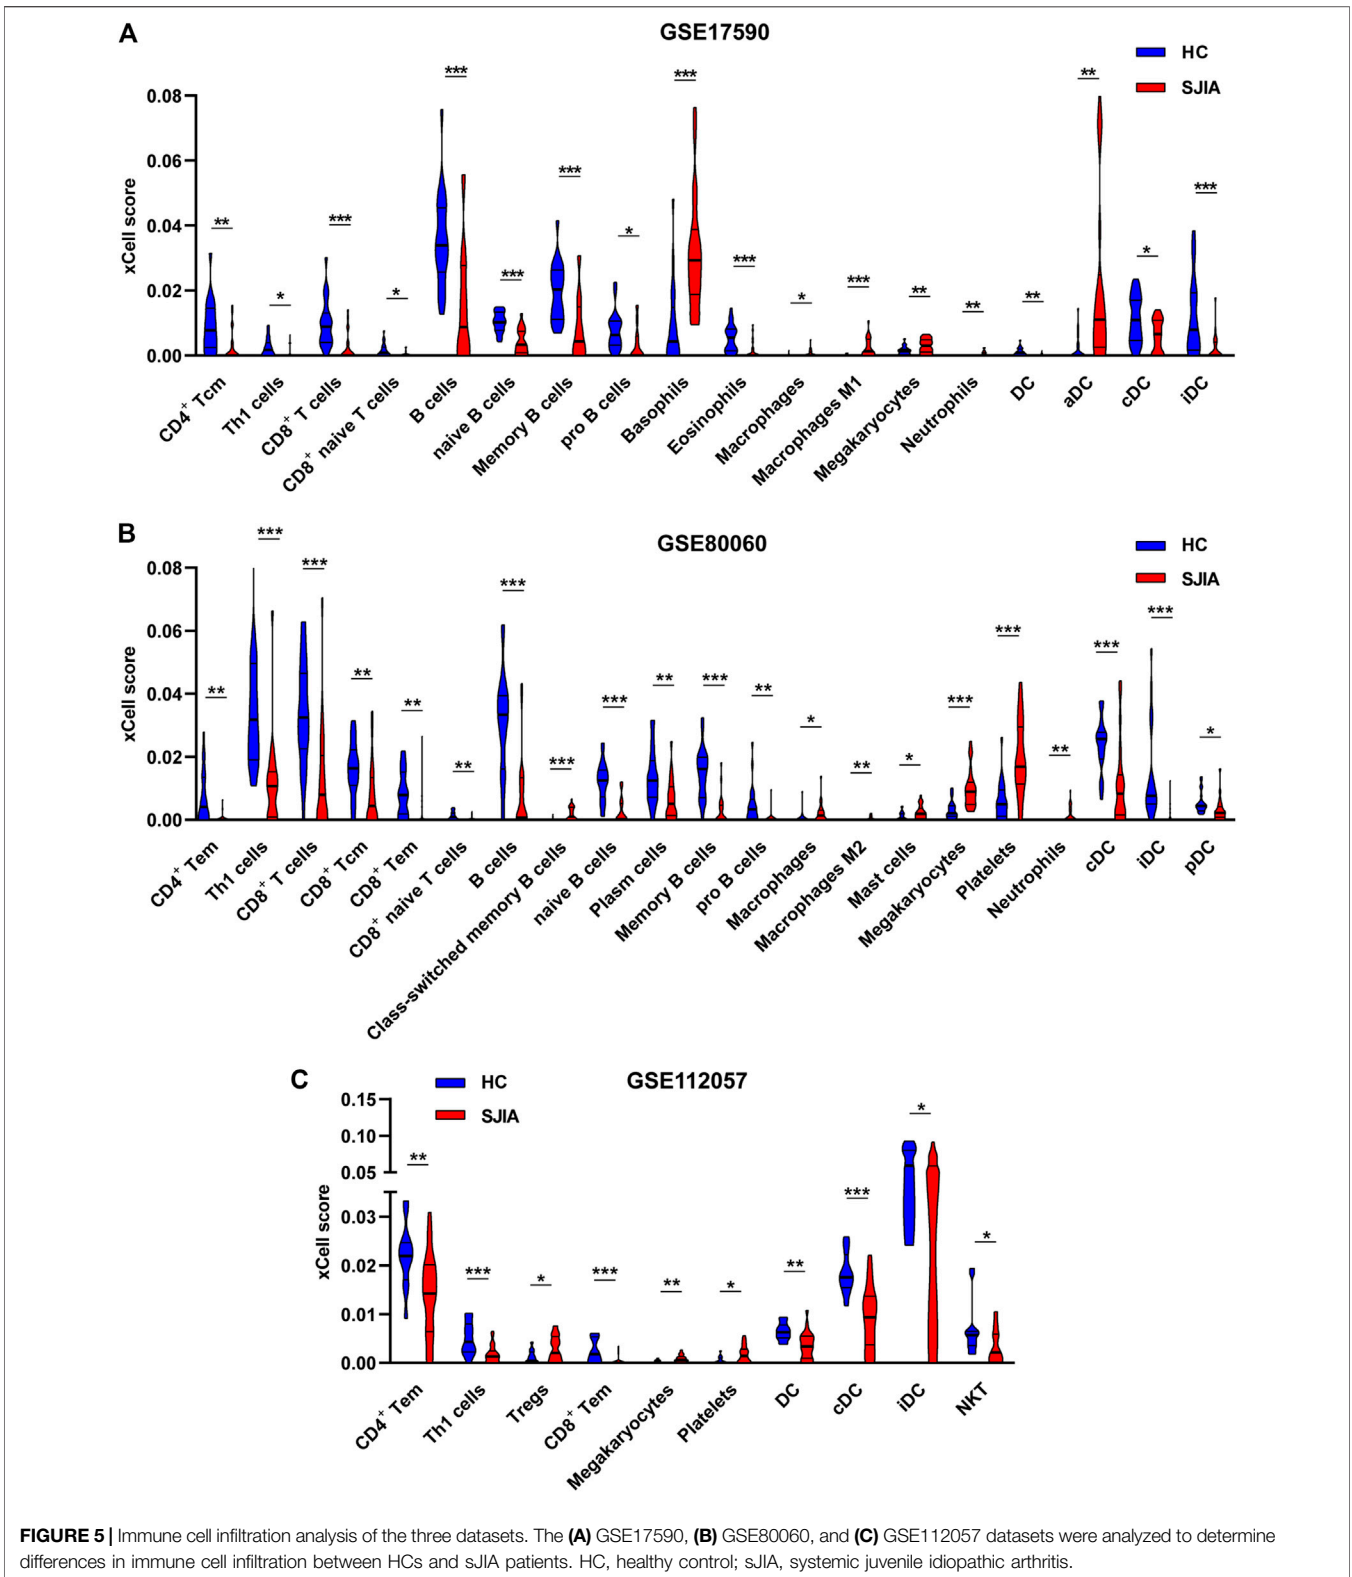 A
GSE17590
HC
SJIA
***
***
**
0.08
0.06
0.04
0.02
0.00
xCell score
**
*
***
*
***
***
*
***
*
***
**
**
**
*
***
CD4+ Tcm
Th1 cells
CD8+ T cells
CD8+ naive T cells
B cells
naive B cells
Memory B cells
pro B cells
Basophils
Eosinophils
Macrophages
Macrophages M1
Megakaryocytes
Neutrophils
DC
aDC
cDC
iDC
B
GSE80060
HC
SJIA
0.08
0.06
0.04
0.02
0.00
xCell score
**
***
***
**
**
**
***
***
***
**
***
**
*
**
*
***
***
**
***
***
*
CD4+ Tem
Th1 cells
CD8+ T cells
CD8+ Tcm
CD8+ Tem
CD8+ naive T cells
B cells
Class-switched memory B cells
naive B cells
Plasm cells
Memory B cells
pro B cells
Macrophages
Macrophages M2
Mast cells
Megakaryocytes
Platelets
Neutrophils
cDC
iDC
pDC
C
HC
SJIA
GSE112057
0.15
0.10
0.05
0.03
0.02
0.01
0.00
xCell score
**
***
*
***
**
*
**
***
*
*
CD4+ Tem
Th1 cells
Tregs
CD8+ Tem
Megakaryocytes
Platelets
DC
cDC
iDC
NKT
FIGURE 5 | Immune cell infiltration analysis of the three datasets. The (A) GSE17590, (B) GSE80060, and (C) GSE112057 datasets were analyzed to determine
differences in immune cell infiltration between HCs and sJIA patients. HC, healthy control; sJIA, systemic juvenile idiopathic arthritis.